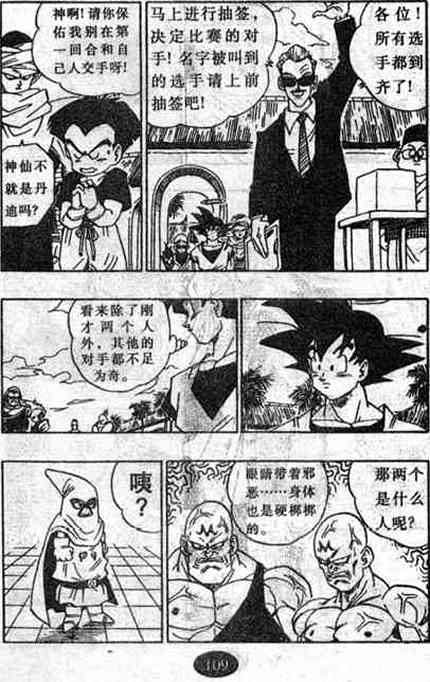 各位！
所有选
手都到
齐了！
马上进行抽签，
决定比赛的对
手！名字被叫到
的选手请上前
抽签吧！
神啊！请你保
佑我别在第
一回合和自
己人交手呀！
神仙不
就是丹
迪吗？
看来除了刚
才两个人
外，其他的
对手都不足
为奇。
那两个
是什么
人呢？
眼睛带着邪
恶……身体
也是硬梆梆
的。
M
M
咦
？
109